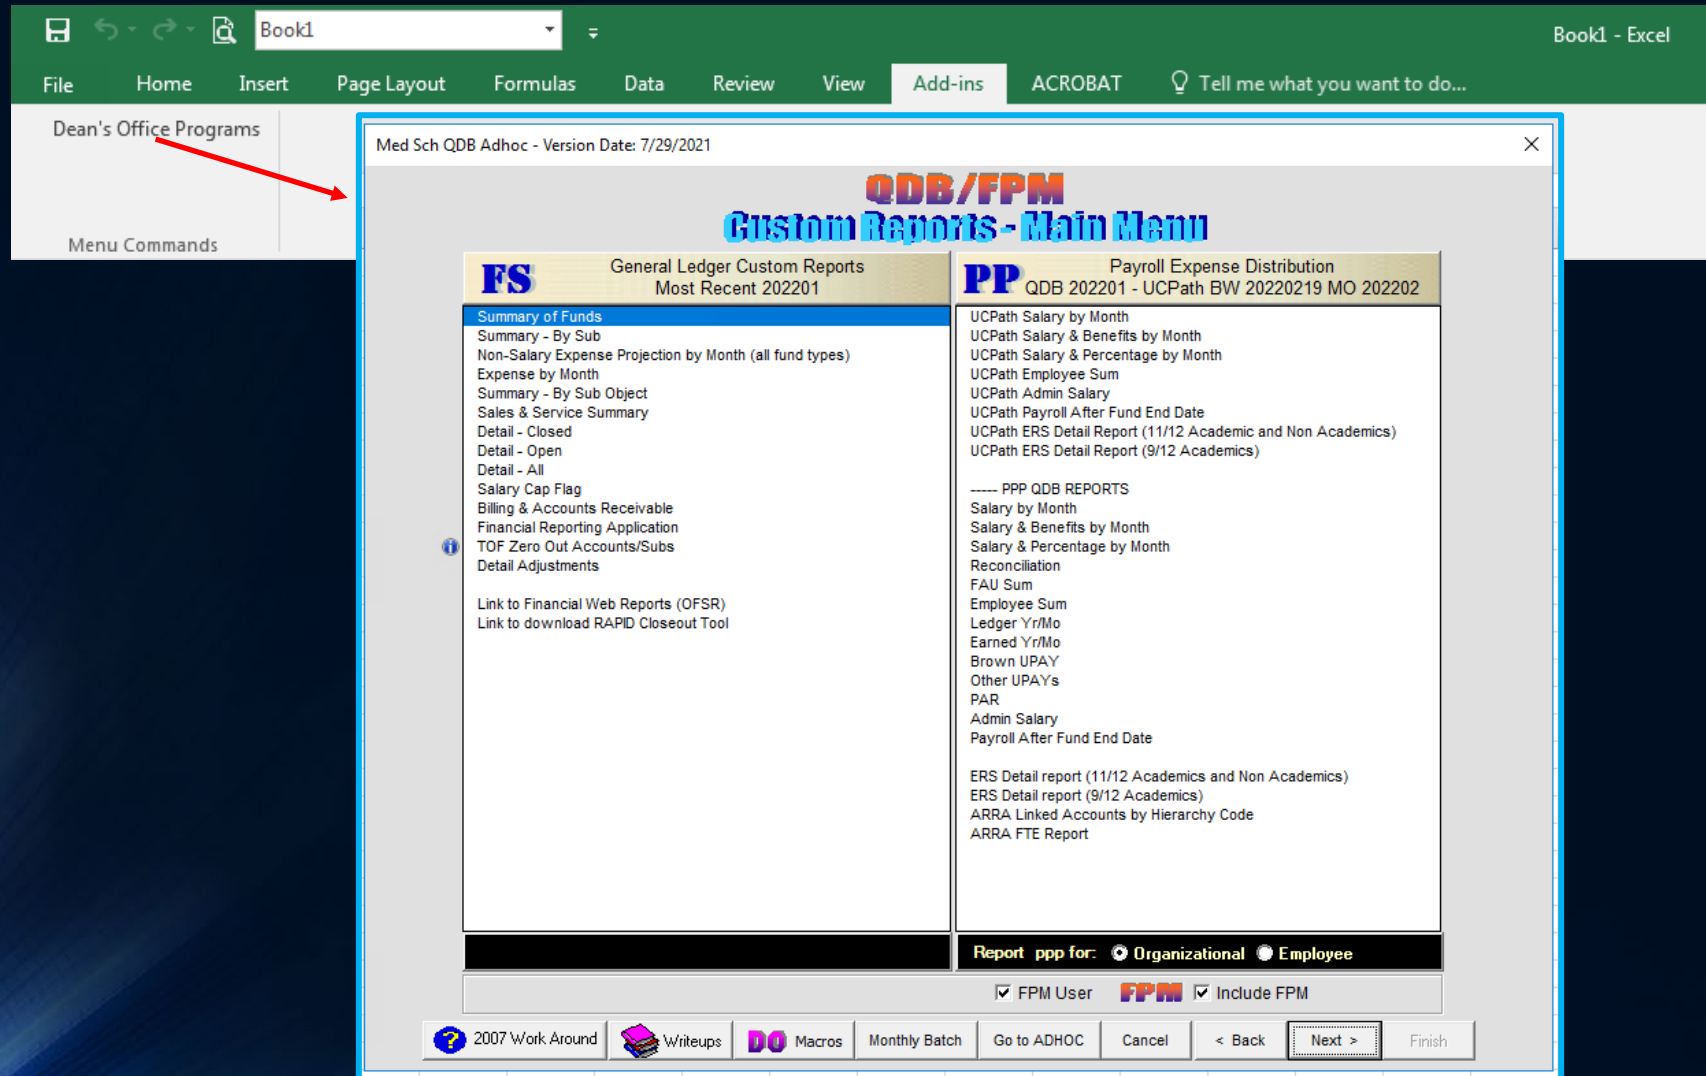 Book1
Book1 - Excel
File Home Insert Page Layout Formulas Data Review View Add-ins ACROBAT Tell me what you want to do...
Dean's Office Programs
Menu Commands
Med Sch QDB Adhoc - Version Date: 7/29/2021
QDB/FPM
Custom Reports - Main Menu
FS
General Ledger Custom Reports
Most Recent 202201
Summary of Funds
Summary - By Sub
Non-Salary Expense Projection by Month (all fund types)
Expense by Month
Summary - By Sub Object
Sales & Service Summary
Detail - Closed
Detail - Open
Detail - All
Salary Cap Flag
Billing & Accounts Receivable
Financial Reporting Application
TOF Zero Out Accounts/Subs
Detail Adjustments
Link to Financial Web Reports (OFSR)
Link to download RAPID Closeout Tool
PP
Payroll Expense Distribution
QDB 202201 - UCPath BW 20220219 MO 202202
UCPath Salary by Month
UCPath Salary & Benefits by Month
UCPath Salary & Percentage by Month
UCPath Employee Sum
UCPath Admin Salary
UCPath Payroll After Fund End Date
UCPath ERS Detail Report (11/12 Academic and Non Academics)
UCPath ERS Detail Report (9/12 Academics)
----- PPP QDB REPORTS
Salary by Month
Salary & Benefits by Month
Salary & Percentage by Month
Reconciliation
FAU Sum
Employee Sum
Ledger Yr/Mo
Earned Yr/Mo
Brown UPAY
Other UPAYs
PAR
Admin Salary
Payroll After Fund End Date
ERS Detail report (11/12 Academics and Non Academics)
ERS Detail report (9/12 Academics)
ARRA Linked Accounts by Hierarchy Code
ARRA FTE Report
Report ppp for: Organizational Employee
FPM User FPM Include FPM
2007 Work Around Writeups DO Macros Monthly Batch Go to ADHOC Cancel < Back Next > Finish